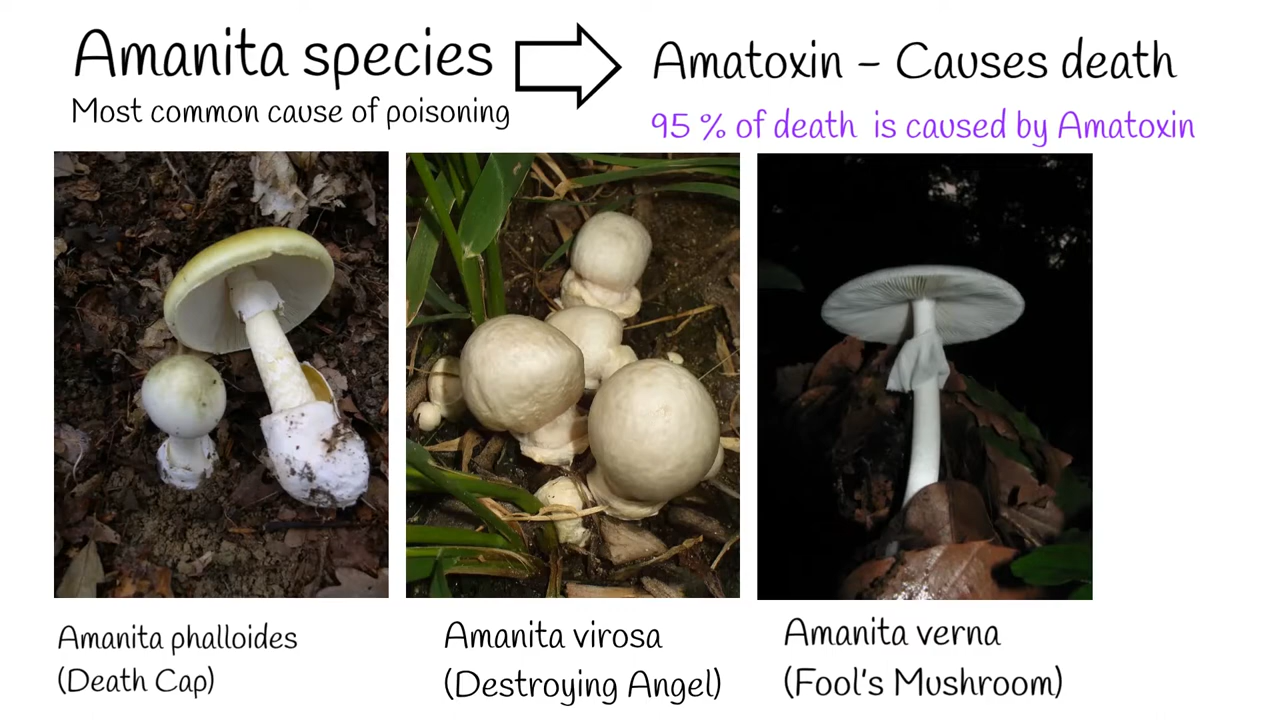 Amanita species
Most common cause of poisoning
Amatoxin - Causes death
95 % of death is caused by Amatoxin
Amanita phalloides
(Death Cap)
Amanita virosa
(Destroying Angel)
Amanita verna
(Fool's Mushroom)